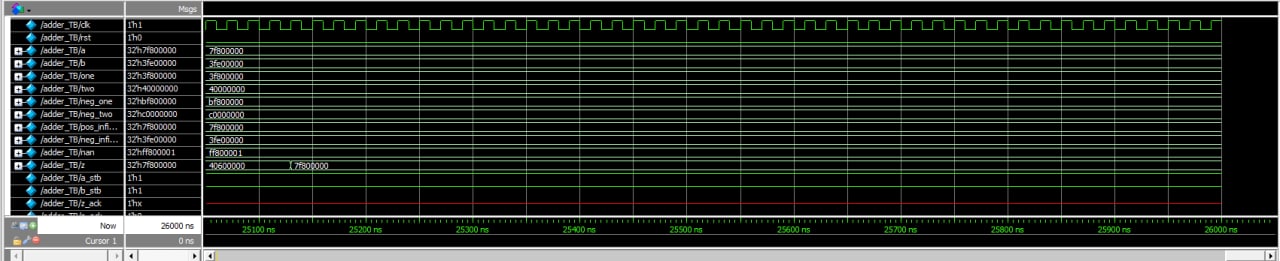 Msgs
/adder_TB/clk 1'h1
/adder_TB/rst 1'h0
/adder_TB/a 32'h7f800000 7f800000
/adder_TB/b 32'h3fe00000 3fe00000
/adder_TB/one 32'h3f800000 3f800000
/adder_TB/two 32'h40000000 40000000
/adder_TB/neg_one 32'hbf800000 bf800000
/adder_TB/neg_two 32'hc0000000 c0000000
/adder_TB/pos_infi... 32'h7f800000 7f800000
/adder_TB/neg_infi... 32'h3fe00000 3fe00000
/adder_TB/nan 32'hff800001 ff800001
/adder_TB/z 32'h7f800000 40600000 7f800000
/adder_TB/a_stb 1'h1
/adder_TB/b_stb 1'h1
/adder_TB/z_ack 1'hx
Now 26000 ns 25100 ns 25200 ns 25300 ns 25400 ns 25500 ns 25600 ns 25700 ns 25800 ns 25900 ns 26000 ns
Cursor 1 0 ns